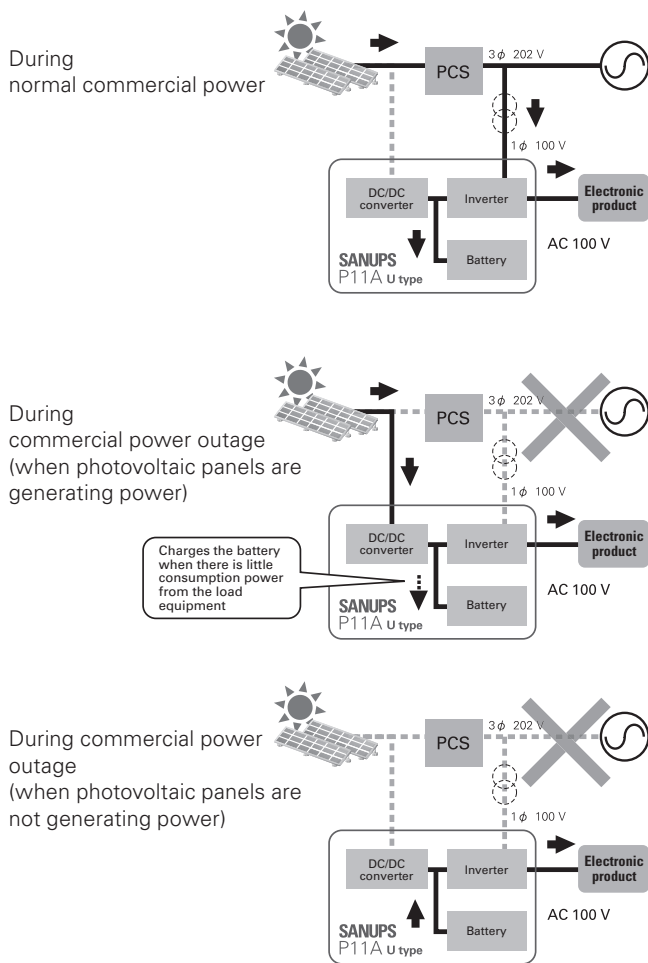 During
normal commercial power
3ϕ 202 V
PCS
1ϕ 100 V
DC/DC
converter
Inverter
Electronic
product
Battery
AC 100 V
SANUPS
P11A U type
During
commercial power outage
(when photovoltaic panels are
generating power)
3ϕ 202 V
PCS
1ϕ 100 V
Charges the battery
when there is little
consumption power
from the load
equipment
DC/DC
converter
Inverter
Electronic
product
Battery
AC 100 V
SANUPS
P11A U type
During commercial power
outage
(when photovoltaic panels are
not generating power)
3ϕ 202 V
PCS
1ϕ 100 V
DC/DC
converter
Inverter
Electronic
product
Battery
AC 100 V
SANUPS
P11A U type